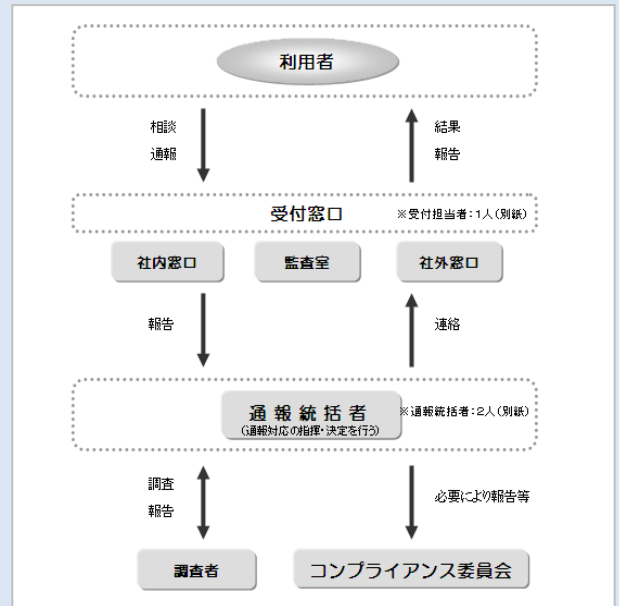 利用者
相談
通報
結果
報告
受付窓口
※受付担当者：1人(別紙)
社内窓口
監査室
社外窓口
報告
連絡
通報統括者
(通報対応の指揮・決定を行う)
※通報統括者：2人(別紙)
調査
報告
必要により報告等
調査者
コンプライアンス委員会